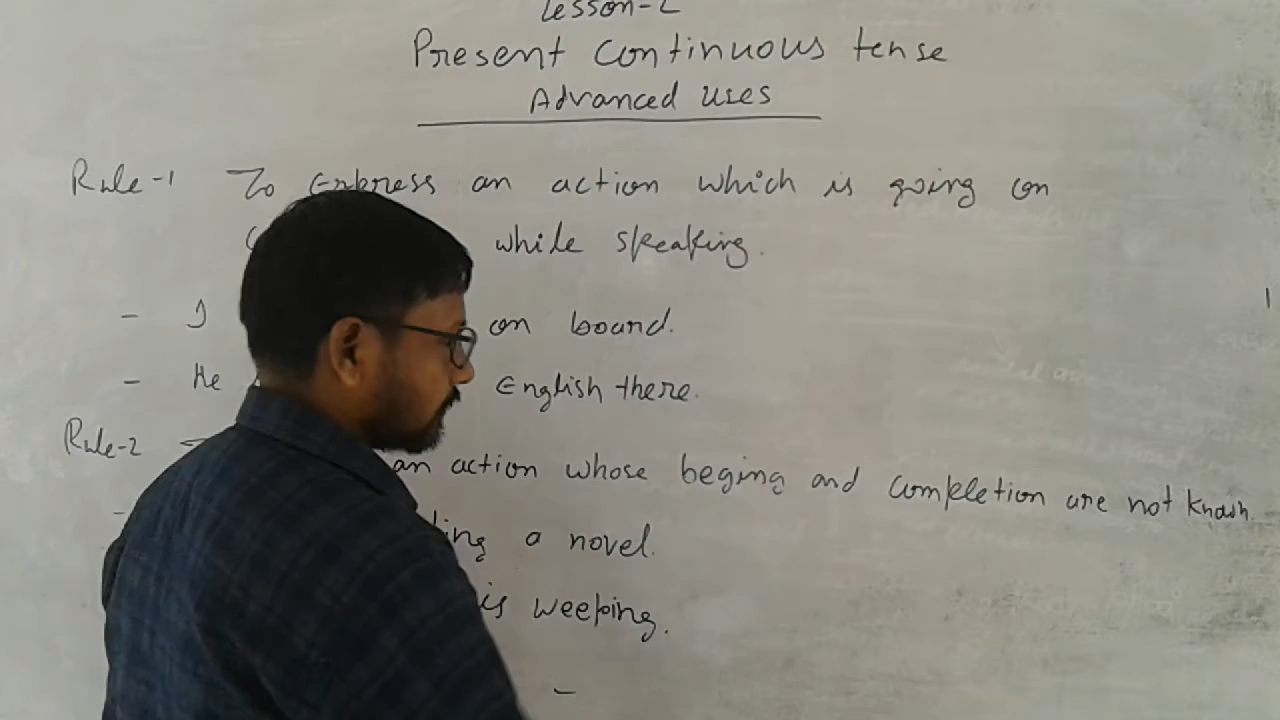 Lesson-2
Present Continuous tense
Advanced uses
Rule-1 To Express an action which is going on
while speaking.
- I on board.
- He English there.
Rule-2 an action whose beging and completion are not known.
a novel.
is weeping.
-